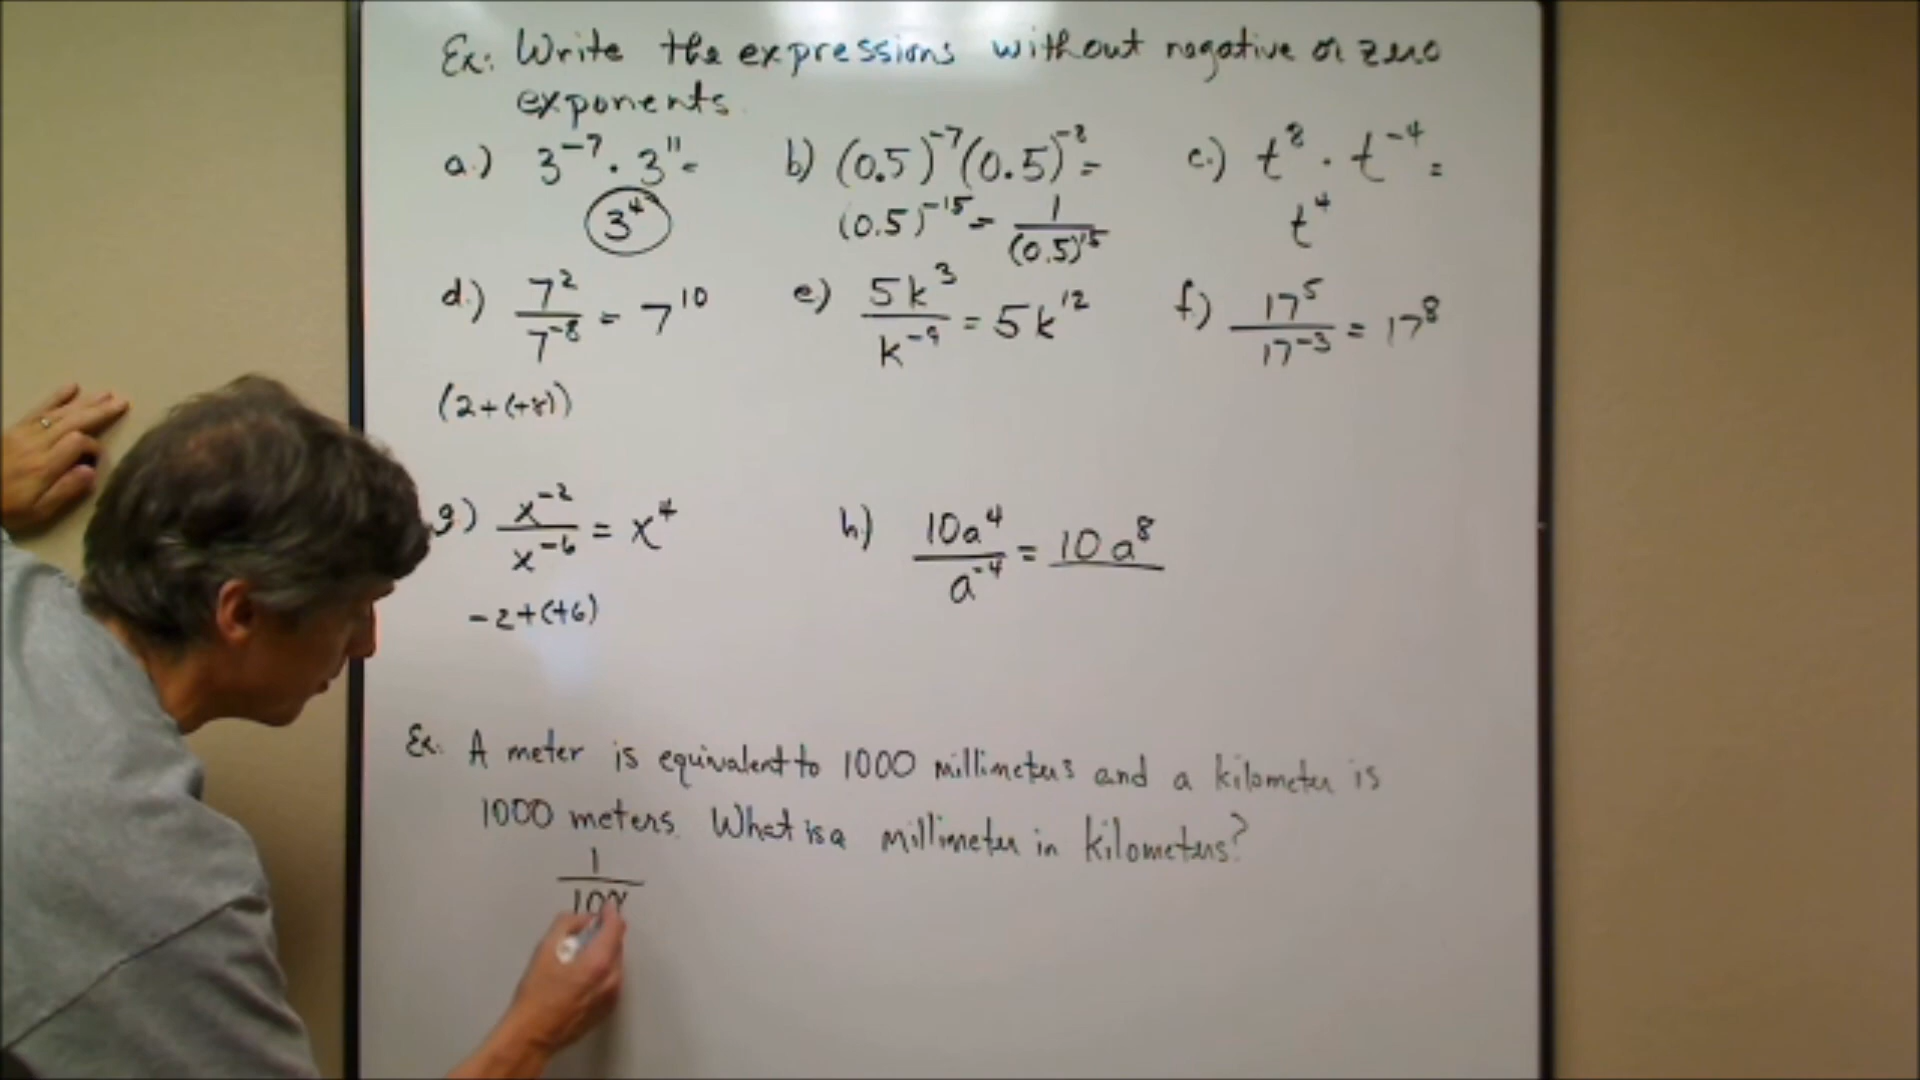 Ex: Write the expressions without negative or zero
exponents.
a.) 3^-7 · 3^11 =
3^4
b) (0.5)^-7 (0.5)^-8 =
(0.5)^-15 = 1/(0.5)^15
c.) t^8 · t^-4 =
t^4
d.) 7^2/7^-8 = 7^10
(2+(+8))
e) 5k^3/k^-9 = 5k^12
f.) 17^5/17^-3 = 17^8
g) x^-2/x^-6 = x^4
-2+(+6)
h) 10a^4/a^-4 = 10a^8
Ex. A meter is equivalent to 1000 millimeters and a kilometer is
1000 meters. What is a millimeter in kilometers?
1/100